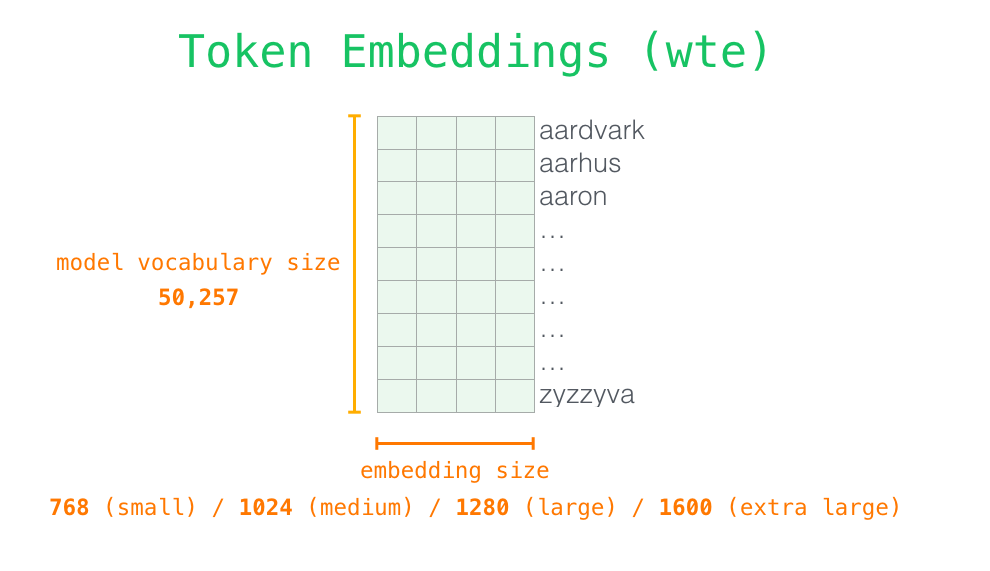 Token Embeddings (wte)
aardvark
aarhus
aaron
...
...
...
...
...
zyzzyva
model vocabulary size
50,257
embedding size
768 (small) / 1024 (medium) / 1280 (large) / 1600 (extra large)